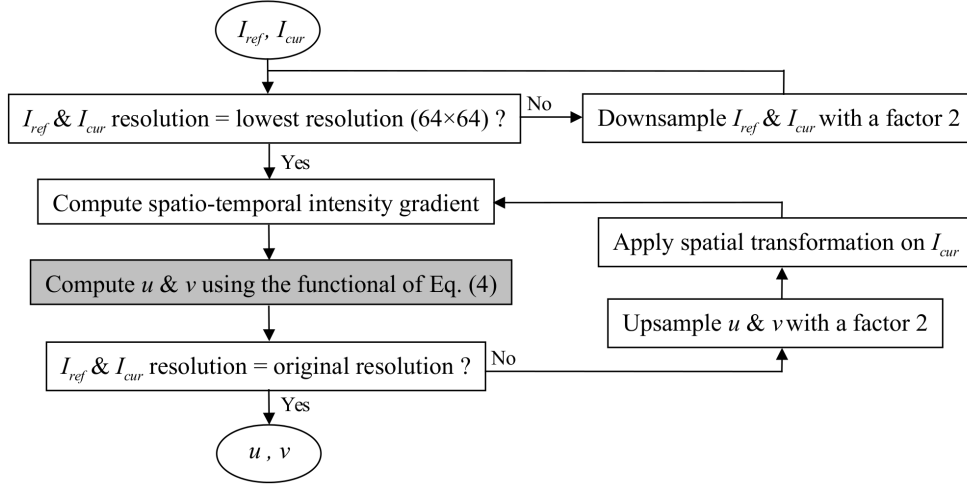 I_ref, I_cur
I_ref & I_cur resolution = lowest resolution (64×64) ?
No
Downsample I_ref & I_cur with a factor 2
Yes
Compute spatio-temporal intensity gradient
Apply spatial transformation on I_cur
Compute u & v using the functional of Eq. (4)
Upsample u & v with a factor 2
I_ref & I_cur resolution = original resolution ?
No
Yes
u , v